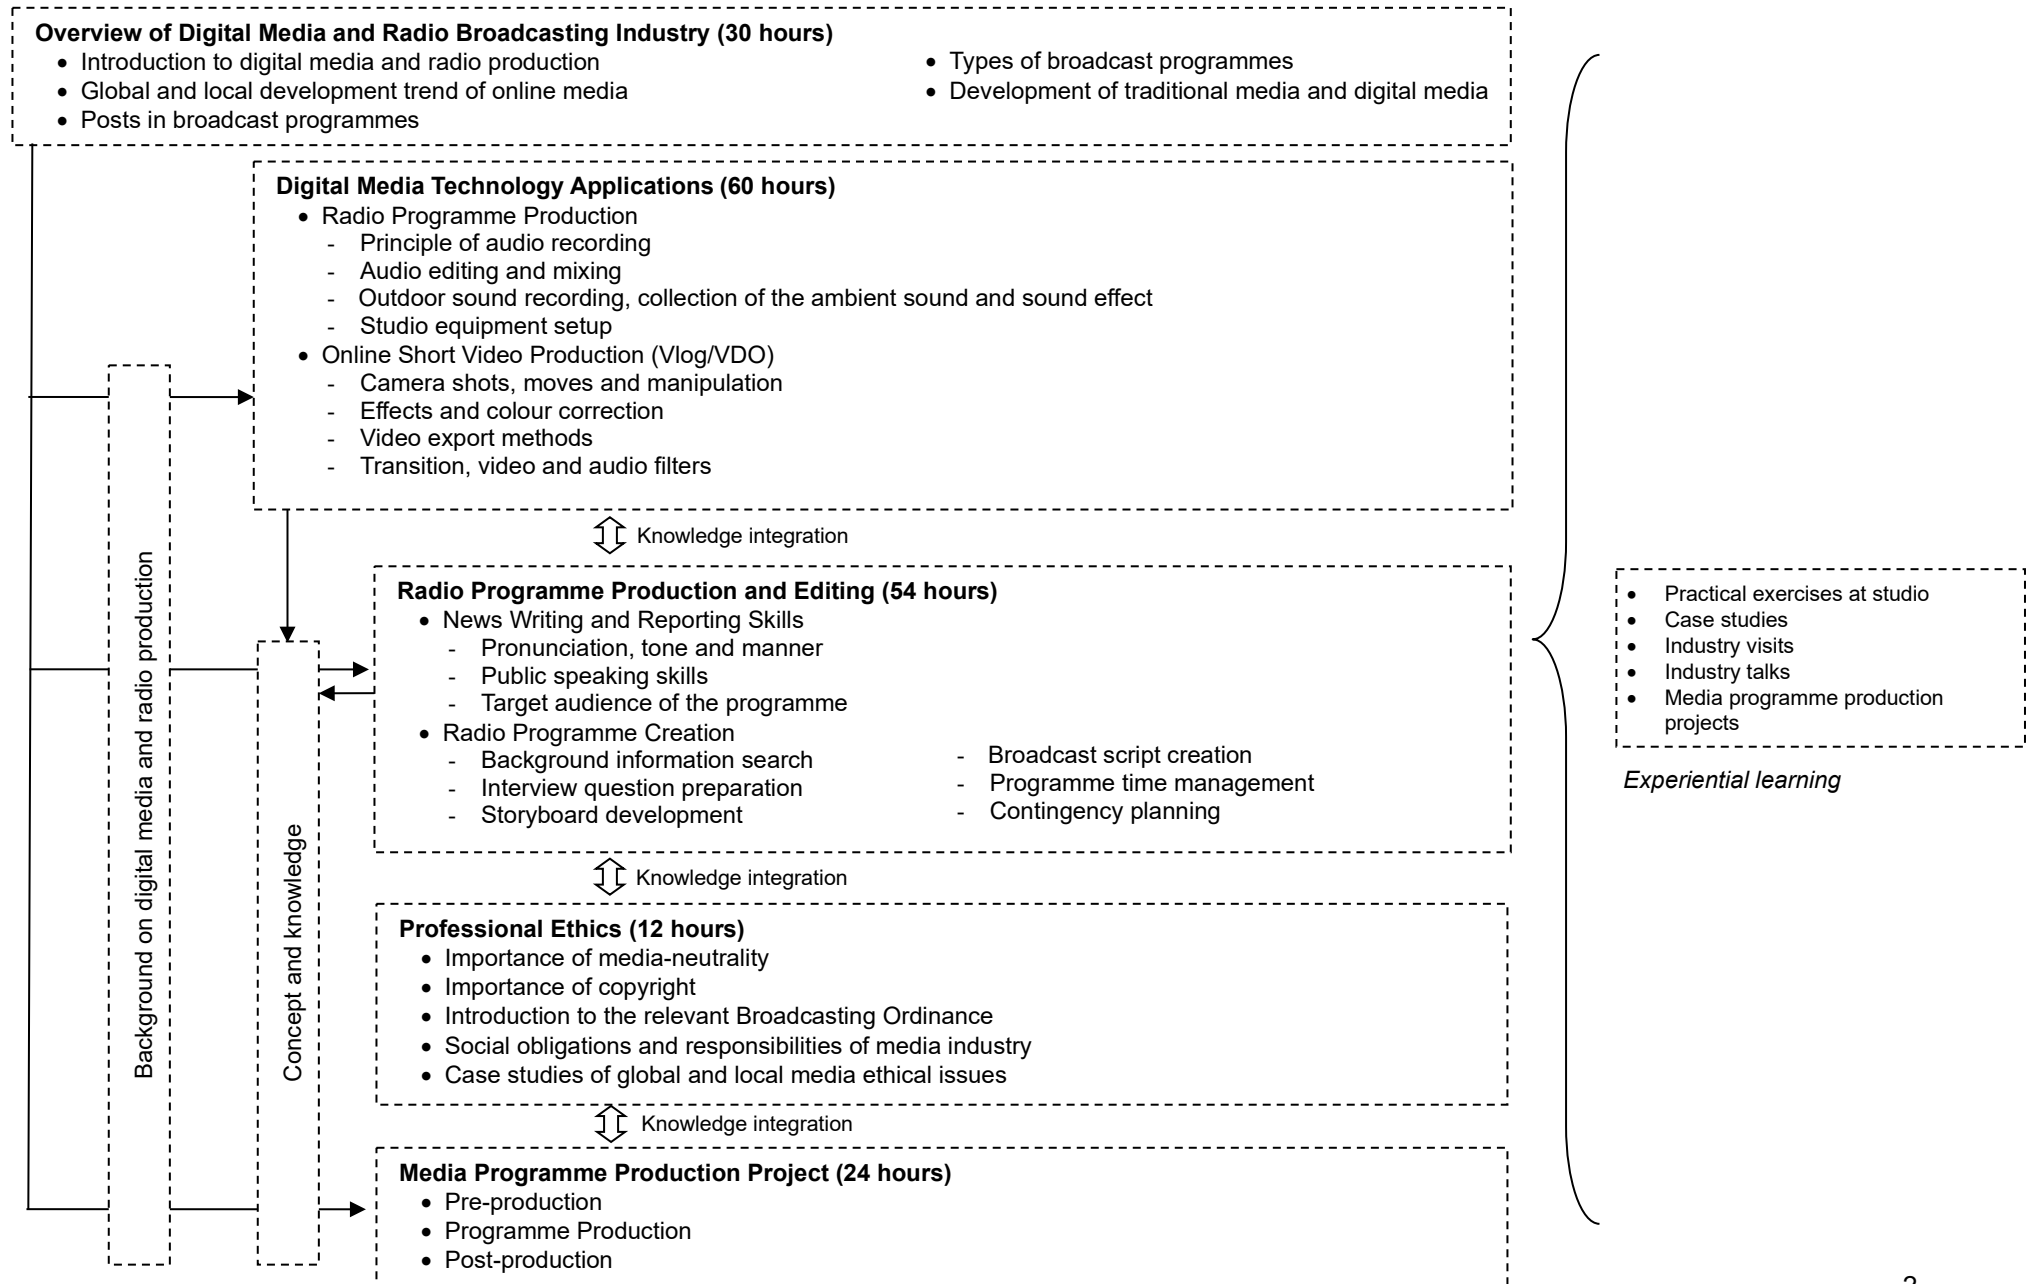 Overview of Digital Media and Radio Broadcasting Industry (30 hours)
• Introduction to digital media and radio production
• Global and local development trend of online media
• Posts in broadcast programmes
• Types of broadcast programmes
• Development of traditional media and digital media
Digital Media Technology Applications (60 hours)
• Radio Programme Production
- Principle of audio recording
- Audio editing and mixing
- Outdoor sound recording, collection of the ambient sound and sound effect
- Studio equipment setup
• Online Short Video Production (Vlog/VDO)
- Camera shots, moves and manipulation
- Effects and colour correction
- Video export methods
- Transition, video and audio filters
Knowledge integration
Background on digital media and radio production
Concept and knowledge
Radio Programme Production and Editing (54 hours)
• News Writing and Reporting Skills
- Pronunciation, tone and manner
- Public speaking skills
- Target audience of the programme
• Radio Programme Creation
- Background information search
- Interview question preparation
- Storyboard development
- Broadcast script creation
- Programme time management
- Contingency planning
Knowledge integration
Professional Ethics (12 hours)
• Importance of media-neutrality
• Importance of copyright
• Introduction to the relevant Broadcasting Ordinance
• Social obligations and responsibilities of media industry
• Case studies of global and local media ethical issues
Knowledge integration
Media Programme Production Project (24 hours)
• Pre-production
• Programme Production
• Post-production
• Practical exercises at studio
• Case studies
• Industry visits
• Industry talks
• Media programme production
projects
Experiential learning